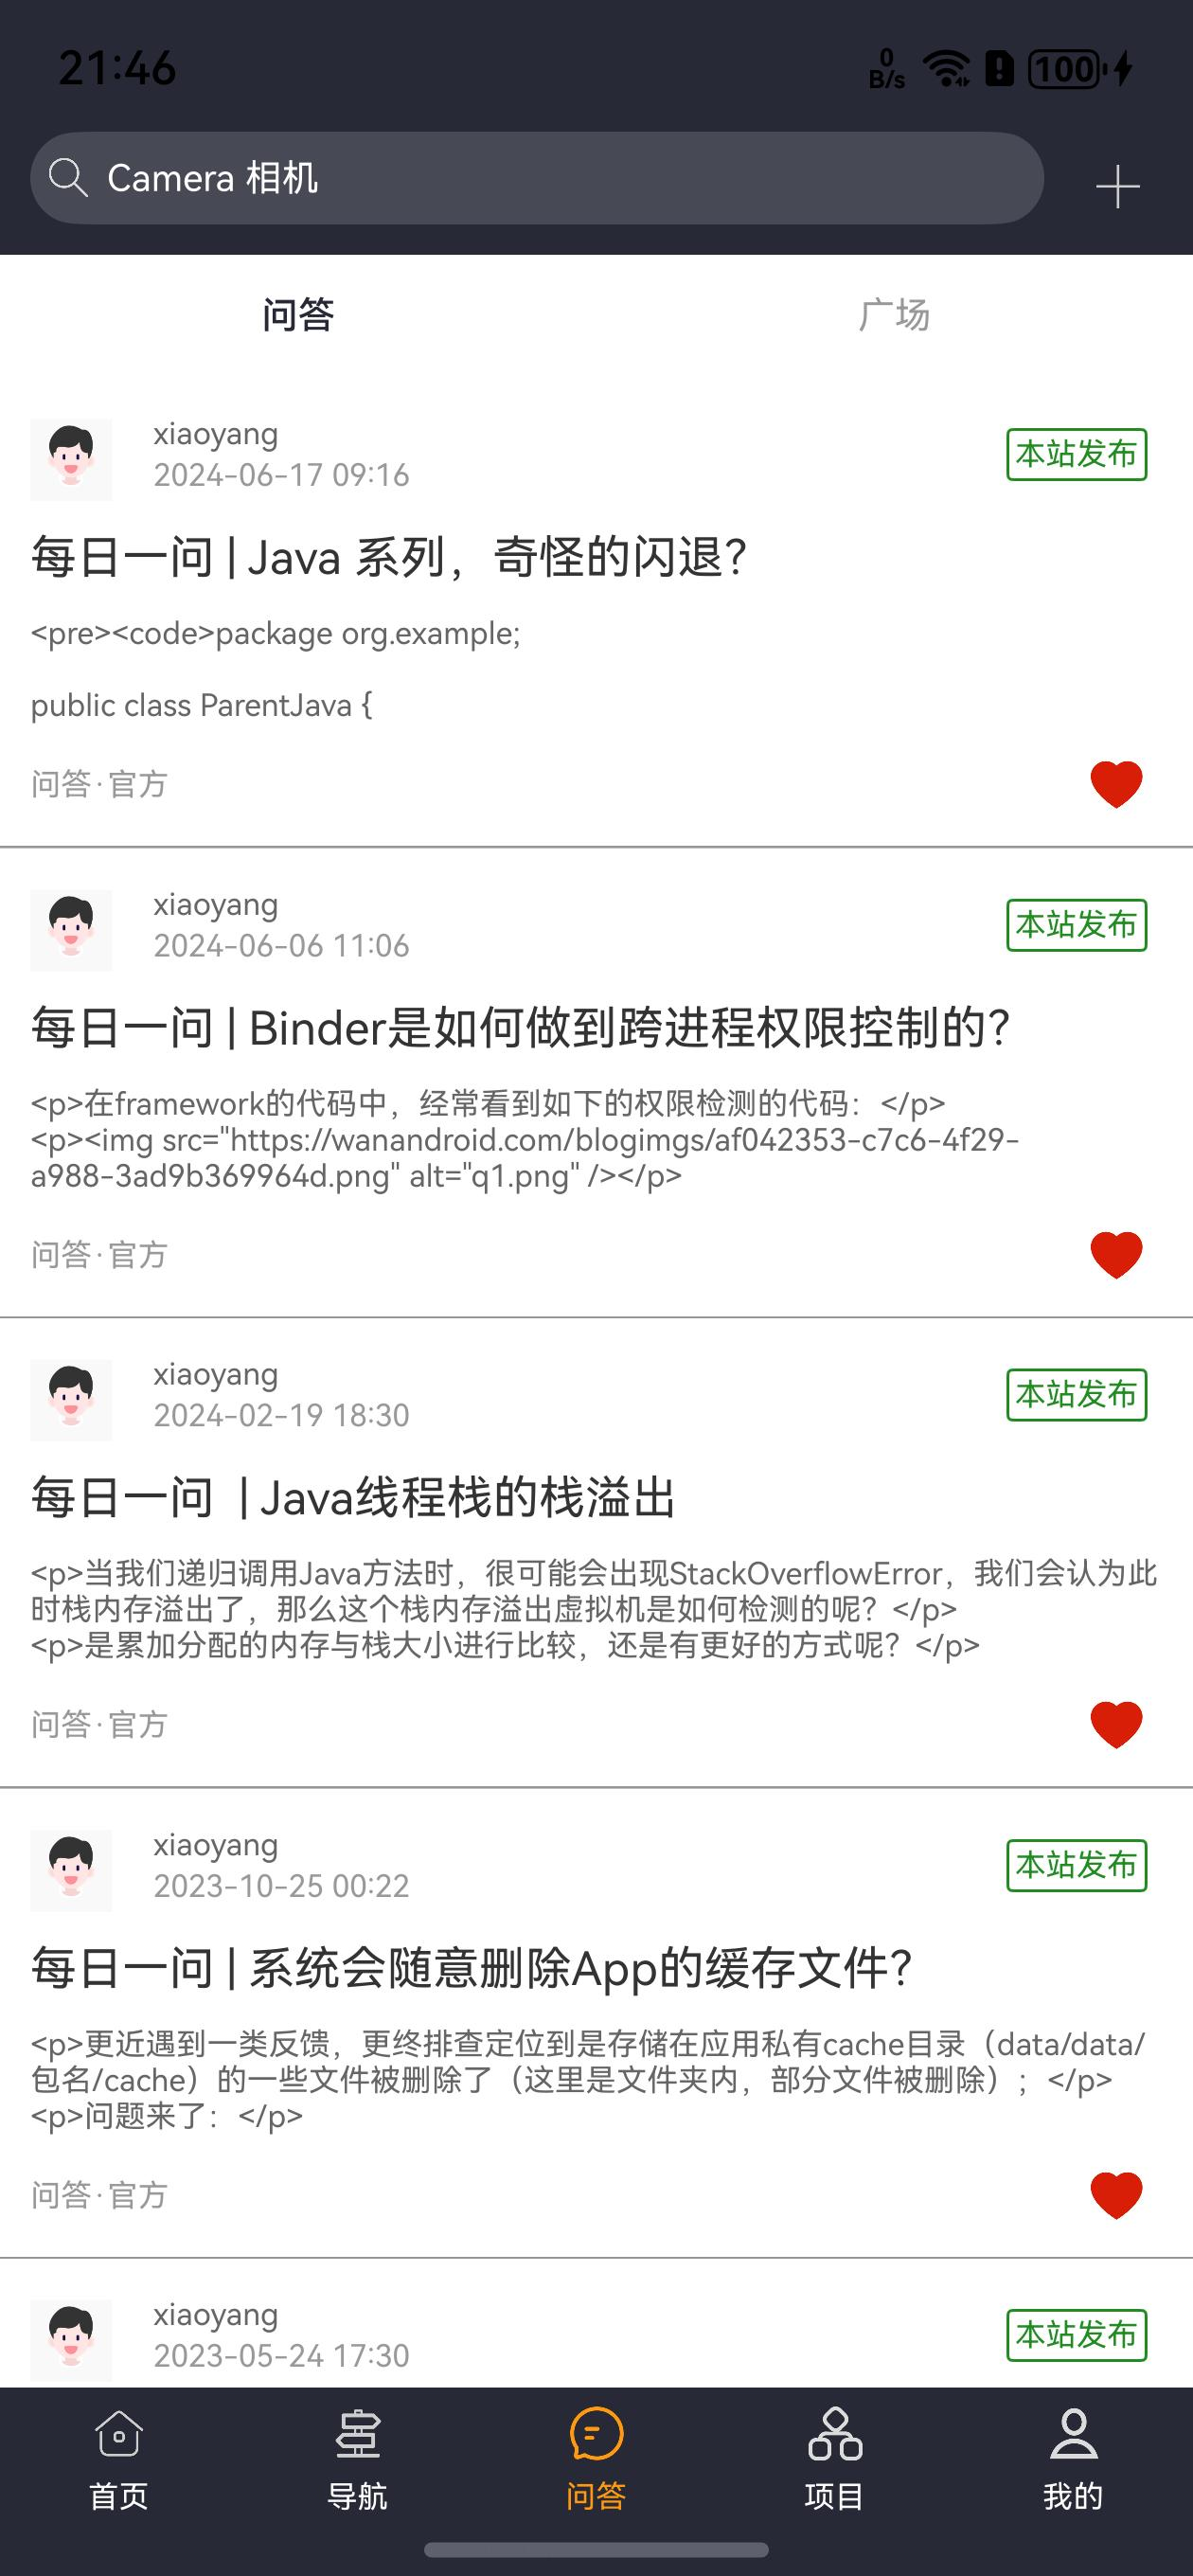 21:46
0
B/s
100
Camera 相机
问答
广场
xiaoyang
2024-06-17 09:16
本站发布
每日一问 | Java 系列，奇怪的闪退？
<pre><code>package org.example;
public class ParentJava {
问答·官方
xiaoyang
2024-06-06 11:06
本站发布
每日一问 | Binder是如何做到跨进程权限控制的？
<p>在framework的代码中，经常看到如下的权限检测的代码：</p>
<p><img src="https://wanandroid.com/blogimgs/af042353-c7c6-4f29-
a988-3ad9b369964d.png" alt="q1.png" /></p>
问答·官方
xiaoyang
2024-02-19 18:30
本站发布
每日一问  | Java线程栈的栈溢出
<p>当我们递归调用Java方法时，很可能会出现StackOverflowError，我们会认为此
时栈内存溢出了，那么这个栈内存溢出虚拟机是如何检测的呢？</p>
<p>是累加分配的内存与栈大小进行比较，还是有更好的方式呢？</p>
问答·官方
xiaoyang
2023-10-25 00:22
本站发布
每日一问 | 系统会随意删除App的缓存文件？
<p>更近遇到一类反馈，更终排查定位到是存储在应用私有cache目录（data/data/
包名/cache）的一些文件被删除了（这里是文件夹内，部分文件被删除）；</p>
<p>问题来了：</p>
问答·官方
xiaoyang
2023-05-24 17:30
本站发布
首页
导航
问答
项目
我的